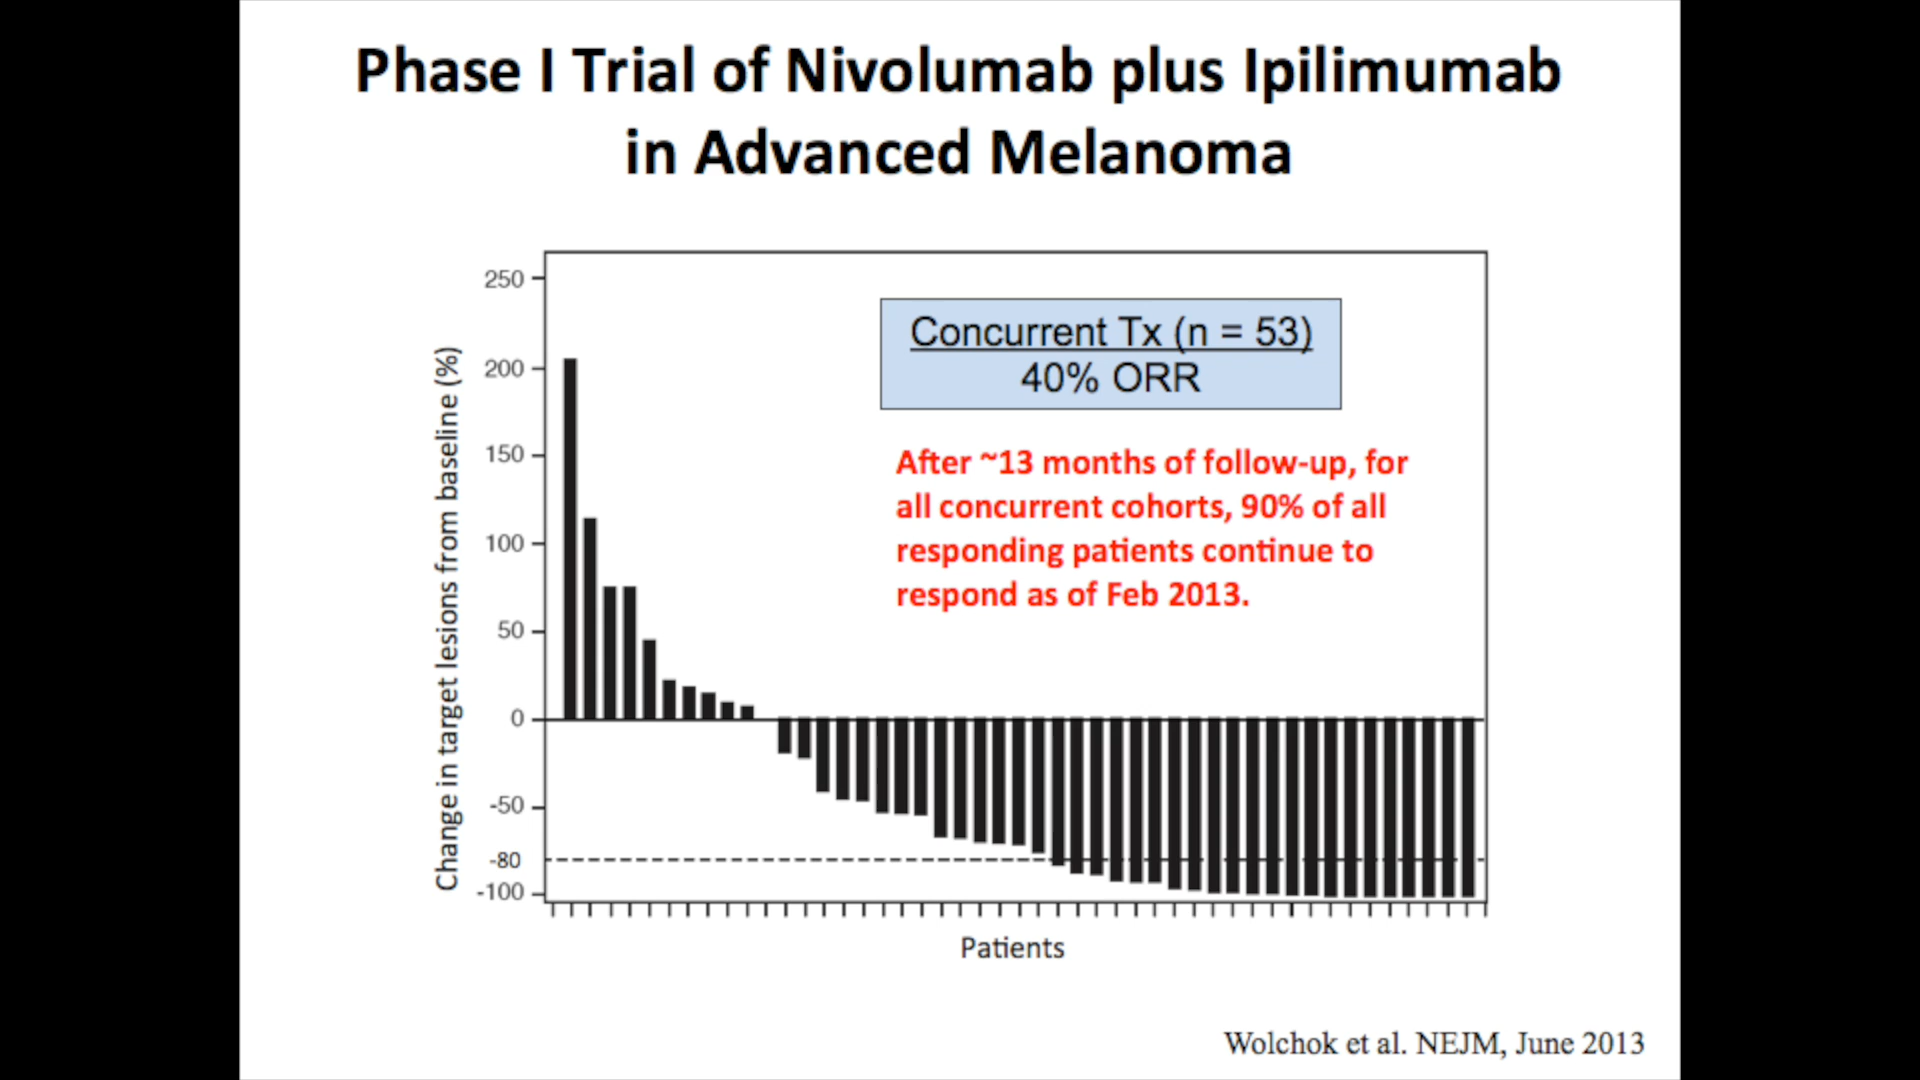 Phase I Trial of Nivolumab plus Ipilimumab
in Advanced Melanoma
Change in target lesions from baseline (%)
250
200
150
100
50
0
-50
-80
-100
Concurrent Tx (n = 53)
40% ORR
After ~13 months of follow-up, for
all concurrent cohorts, 90% of all
responding patients continue to
respond as of Feb 2013.
Patients
Wolchok et al. NEJM, June 2013